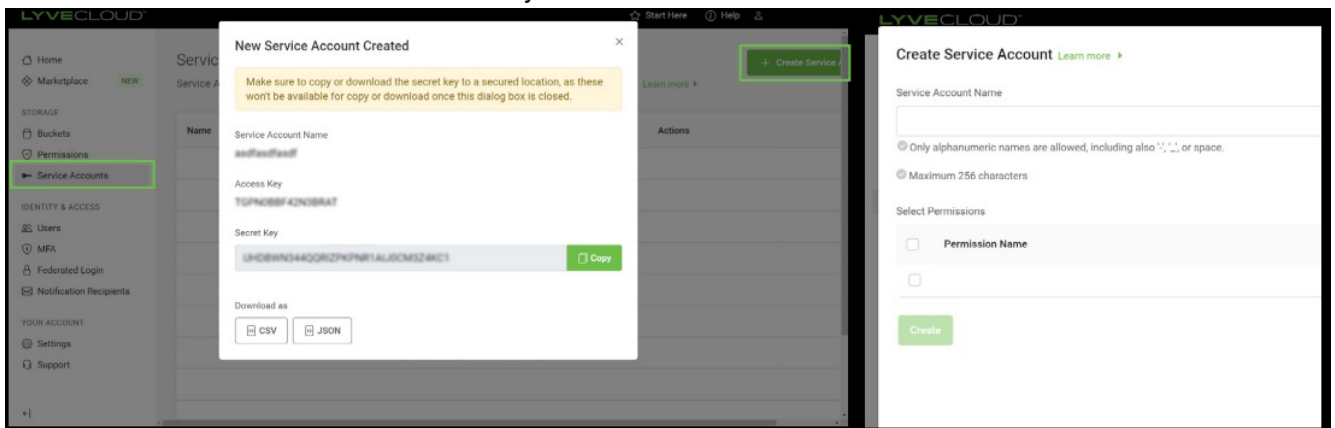 LYVECLOUD
Start Here
Help
Home
Marketplace NEW
STORAGE
Buckets
Permissions
Service Accounts
IDENTITY & ACCESS
Users
MFA
Federated Login
Notification Recipients
YOUR ACCOUNT
Settings
Support
Servic
Service A
Learn more
+ Create Service A
Name
Actions
New Service Account Created
Make sure to copy or download the secret key to a secured location, as these
won't be available for copy or download once this dialog box is closed.
Service Account Name
Access Key
Secret Key
Copy
Download as
CSV
JSON
LYVECLOUD
Create Service Account Learn more
Service Account Name
Only alphanumeric names are allowed, including also '-', '_', or space.
Maximum 256 characters
Select Permissions
Permission Name
Create